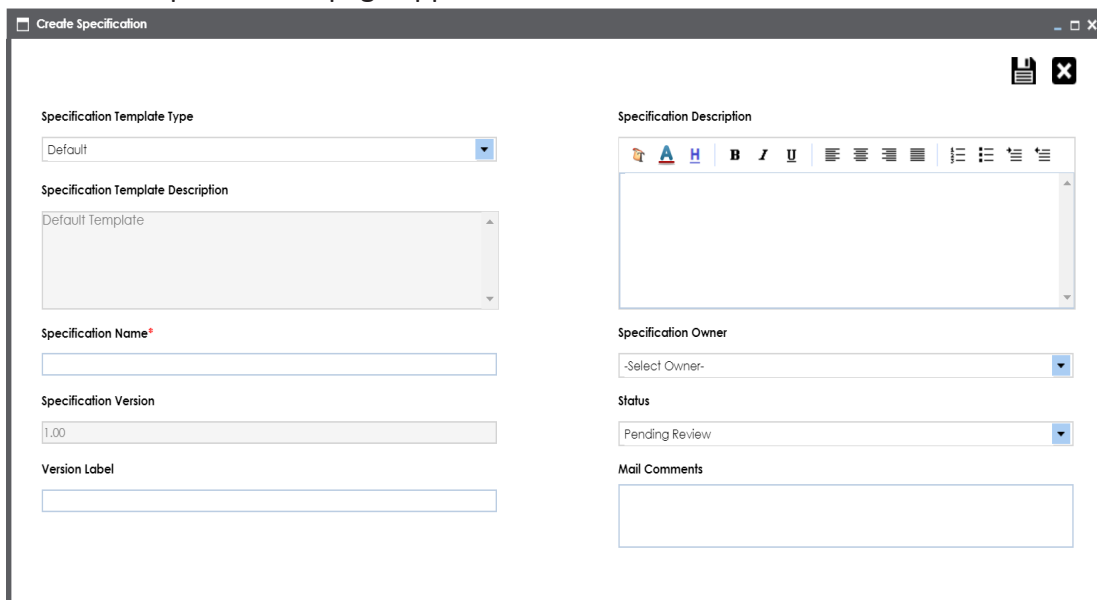 Create Specification
Specification Template Type
Default
Specification Template Description
Default Template
Specification Name*
Specification Version
1.00
Version Label
Specification Description
A H B I U
Specification Owner
-Select Owner-
Status
Pending Review
Mail Comments